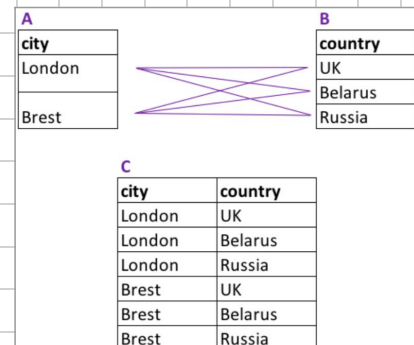 A B
city country
London UK
Belarus
Brest Russia
C
city country
London UK
London Belarus
London Russia
Brest UK
Brest Belarus
Brest Russia